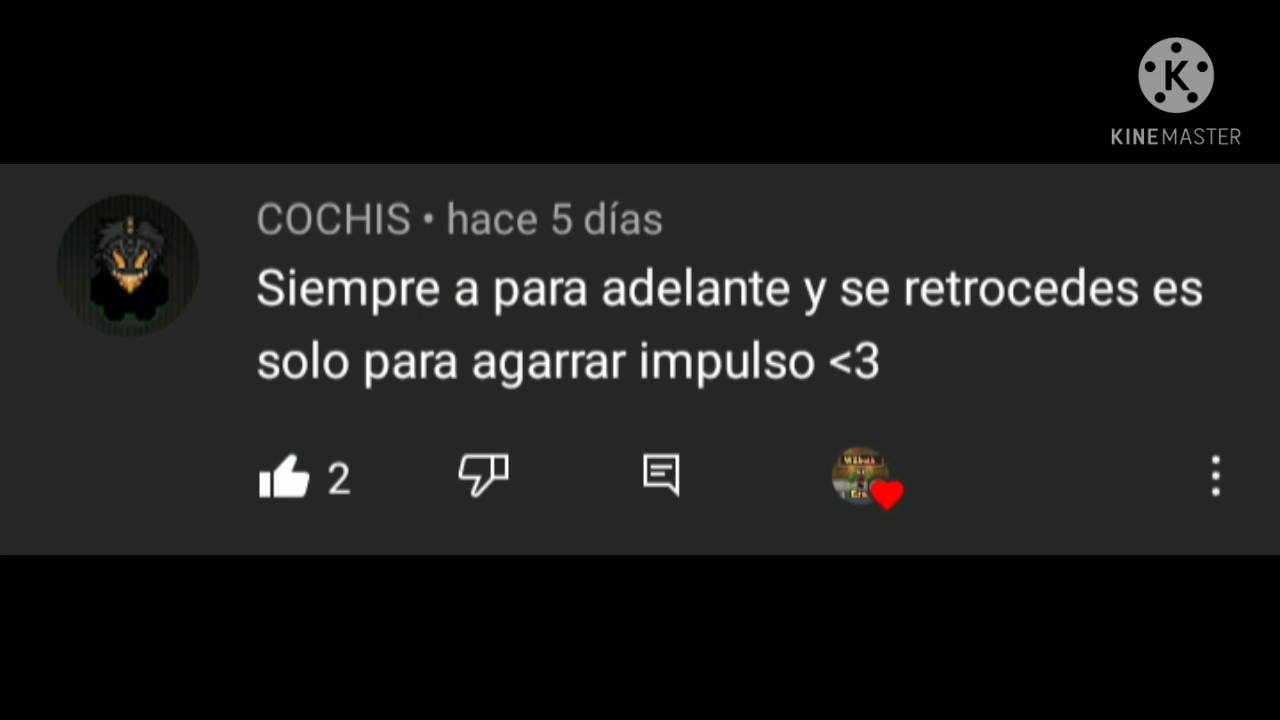 KINEMASTER
COCHIS • hace 5 días
Siempre a para adelante y se retrocedes es
solo para agarrar impulso <3
2